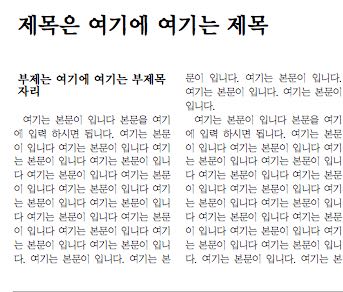 제목은 여기에 여기는 제목
부제는 여기에 여기는 부제목
자리
여기는 본문이 입니다 본문을 여기
에 입력 하시면 됩니다. 여기는 본문
이 입니다 여기는 본문이 입니다 여기
는 본문이 입니다 여기는 본문이 입니
다 여기는 본문이 입니다 여기는 본문
이 입니다 여기는 본문이 입니다 여기
는 본문이 입니다 여기는 본문이 입니
다 여기는 본문이 입니다 여기는 본문
이 입니다 여기는 본문이 입니다 여기
는 본문이 입니다 여기는 본문이 입니
다. 여기는 본문이 입니다. 여기는 본
문이 입니다. 여기는 본문이 입니다.
여기는 본문이 입니다. 여기는 본문이
입니다.
여기는 본문이 입니다 본문을 여기
에 입력 하시면 됩니다. 여기는 본문
이 입니다 여기는 본문이 입니다 여기
는 본문이 입니다 여기는 본문이 입니
다 여기는 본문이 입니다 여기는 본문
이 입니다 여기는 본문이 입니다 여기
는 본문이 입니다 여기는 본문이 입니
다 여기는 본문이 입니다 여기는 본문
이 입니다 여기는 본문이 입니다 여기
는 본문이 입니다 여기는 본문이 입니
다. 여기는 본문이 입니다. 여기는 본문